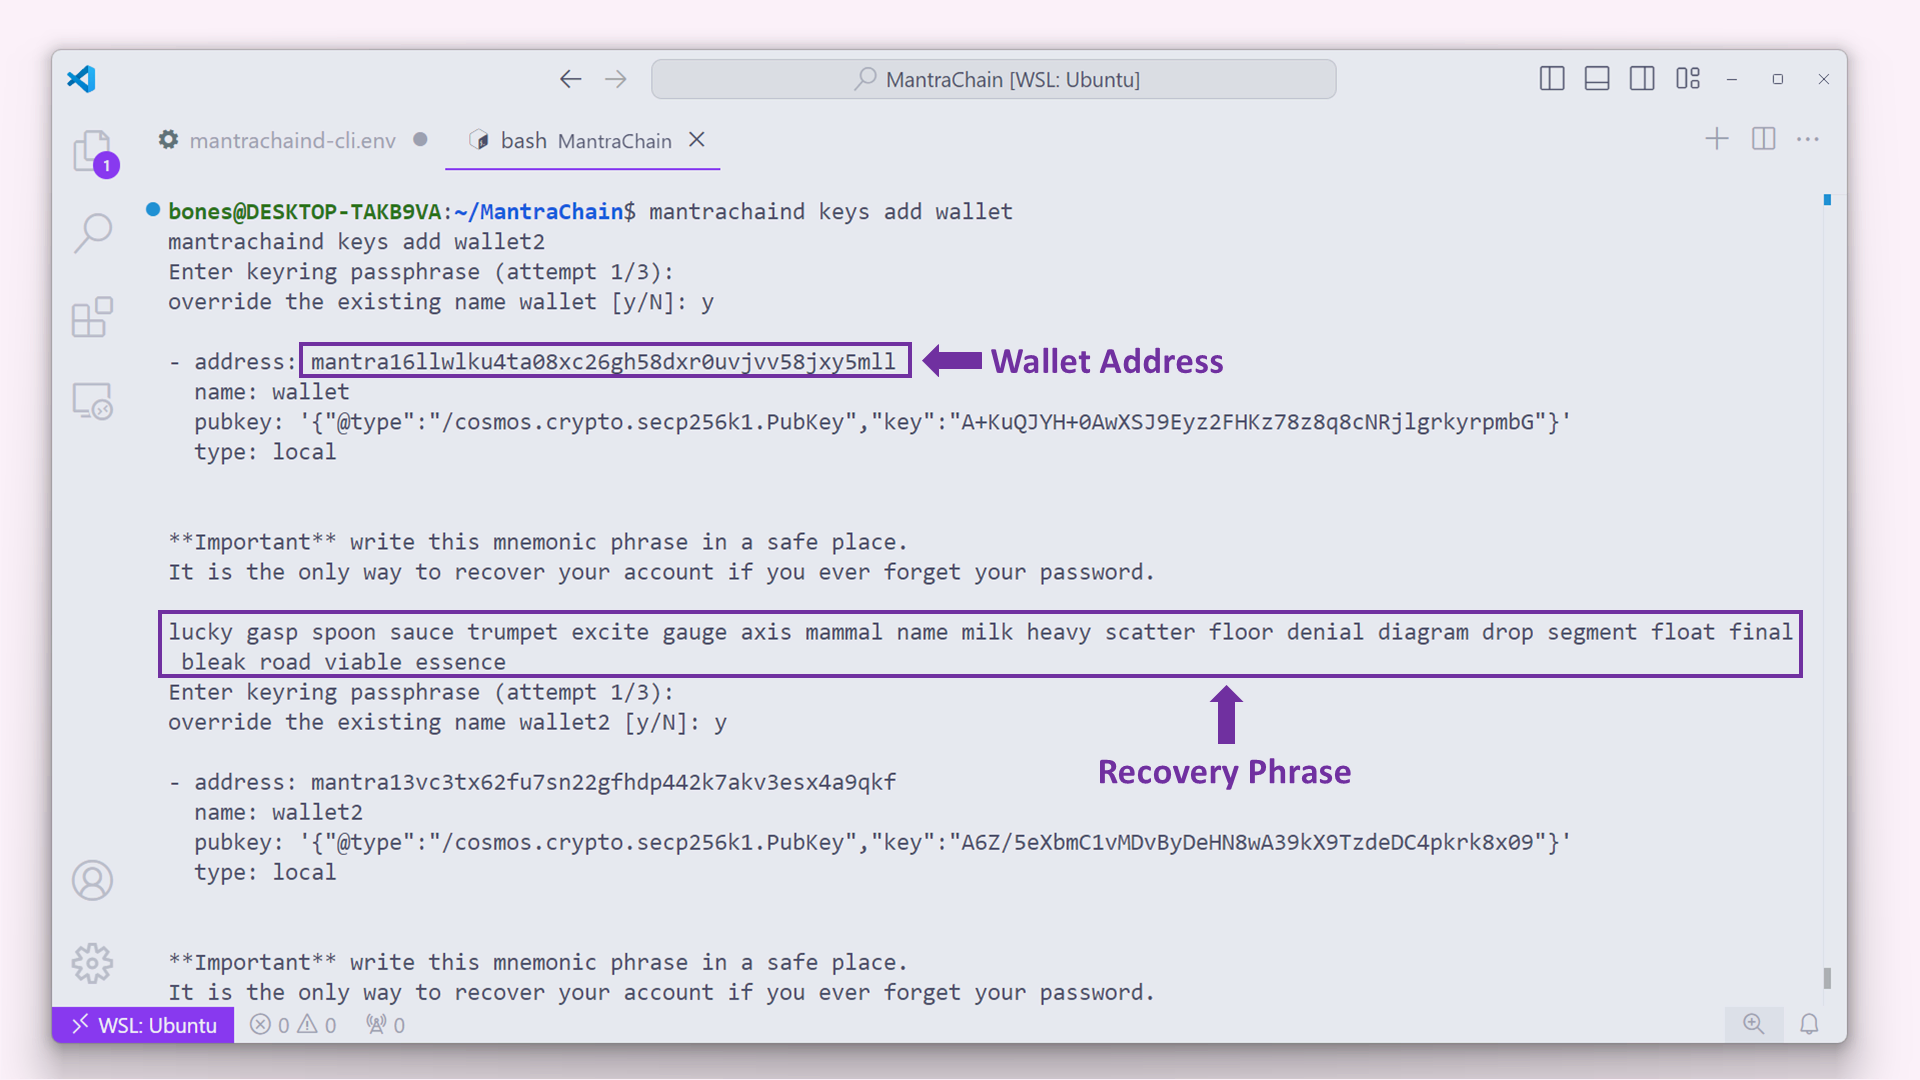 MantraChain [WSL: Ubuntu]
mantrachaind-cli.env
bash MantraChain
1
bones@DESKTOP-TAKB9VA:~/MantraChain$ mantrachaind keys add wallet
mantrachaind keys add wallet2
Enter keyring passphrase (attempt 1/3):
override the existing name wallet [y/N]: y
- address: mantra16llwlku4ta08xc26gh58dxr0uvjvv58jxy5mll
Wallet Address
name: wallet
pubkey: '{"@type":"/cosmos.crypto.secp256k1.PubKey","key":"A+KuQJYH+0AwXSJ9Eyz2FHKz78z8q8cNRjlgrkyrpmbG"}'
type: local
**Important** write this mnemonic phrase in a safe place.
It is the only way to recover your account if you ever forget your password.
lucky gasp spoon sauce trumpet excite gauge axis mammal name milk heavy scatter floor denial diagram drop segment float final
bleak road viable essence
Enter keyring passphrase (attempt 1/3):
override the existing name wallet2 [y/N]: y
Recovery Phrase
- address: mantra13vc3tx62fu7sn22gfhdp442k7akv3esx4a9qkf
name: wallet2
pubkey: '{"@type":"/cosmos.crypto.secp256k1.PubKey","key":"A6Z/5eXbmC1vMDvByDeHN8wA39kX9TzdeDC4pkrk8x09"}'
type: local
**Important** write this mnemonic phrase in a safe place.
It is the only way to recover your account if you ever forget your password.
WSL: Ubuntu 0 0 0